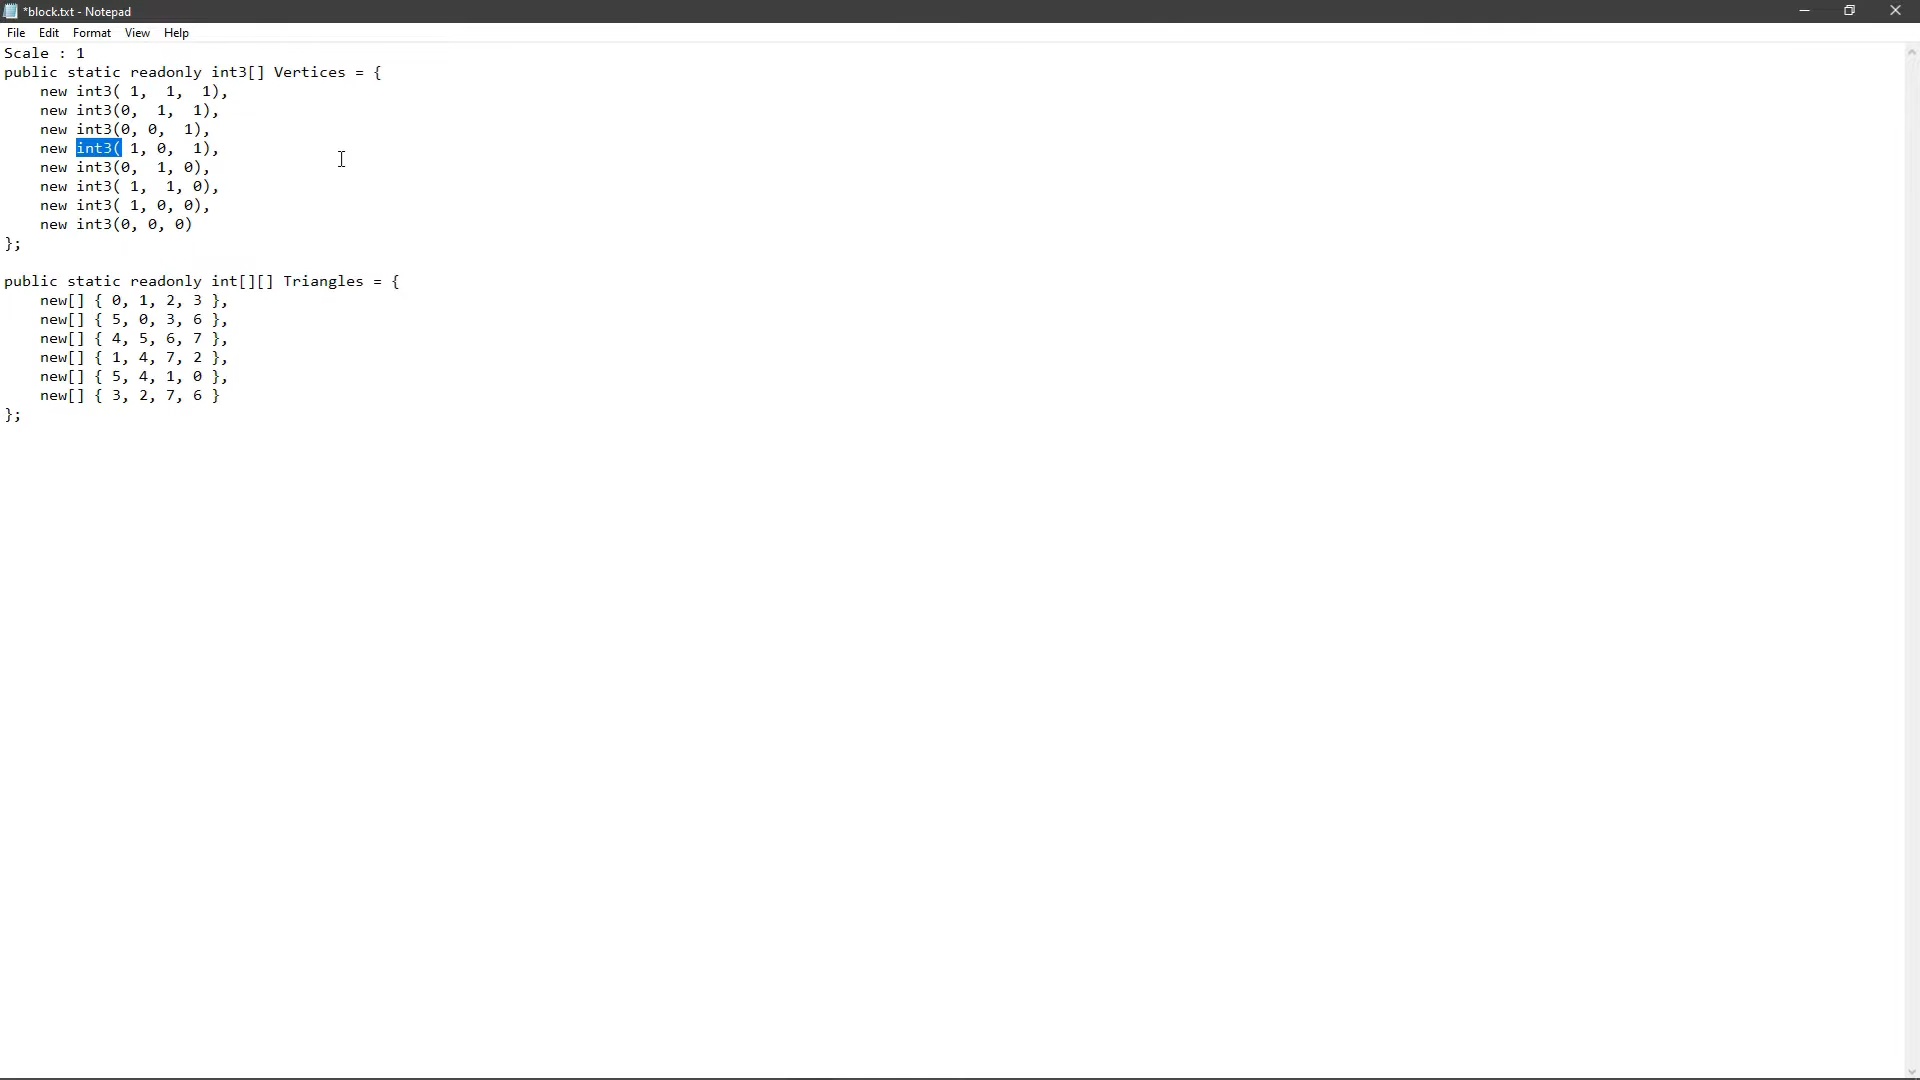 *block.txt - Notepad
File Edit Format View Help
Scale : 1
public static readonly int3[] Vertices = {
    new int3( 1,  1,  1),
    new int3(0,  1,  1),
    new int3(0, 0,  1),
    new int3( 1, 0,  1),
    new int3(0,  1, 0),
    new int3( 1,  1, 0),
    new int3( 1, 0, 0),
    new int3(0, 0, 0)
};

public static readonly int[][] Triangles = {
    new[] { 0, 1, 2, 3 },
    new[] { 5, 0, 3, 6 },
    new[] { 4, 5, 6, 7 },
    new[] { 1, 4, 7, 2 },
    new[] { 5, 4, 1, 0 },
    new[] { 3, 2, 7, 6 }
};